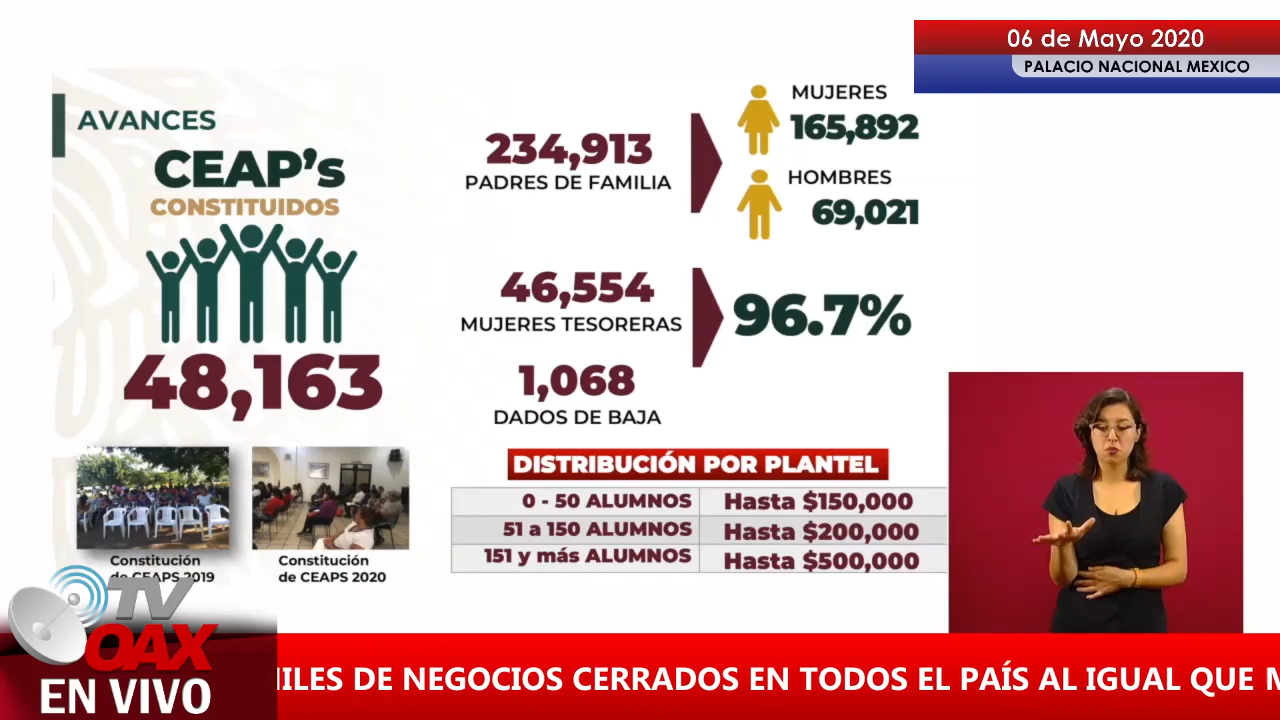 06 de Mayo 2020
PALACIO NACIONAL MEXICO
AVANCES
CEAP's
CONSTITUIDOS
48,163
234,913
PADRES DE FAMILIA
MUJERES
165,892
HOMBRES
69,021
46,554
MUJERES TESORERAS
96.7%
1,068
DADOS DE BAJA
DISTRIBUCIÓN POR PLANTEL
0 - 50 ALUMNOS Hasta $150,000
51 a 150 ALUMNOS Hasta $200,000
151 y más ALUMNOS Hasta $500,000
Constitución
de CEAPS 2019
Constitución
de CEAPS 2020
TV
OAX
EN VIVO
DE NEGOCIOS CERRADOS EN TODOS EL PAÍS AL IGUAL QUE